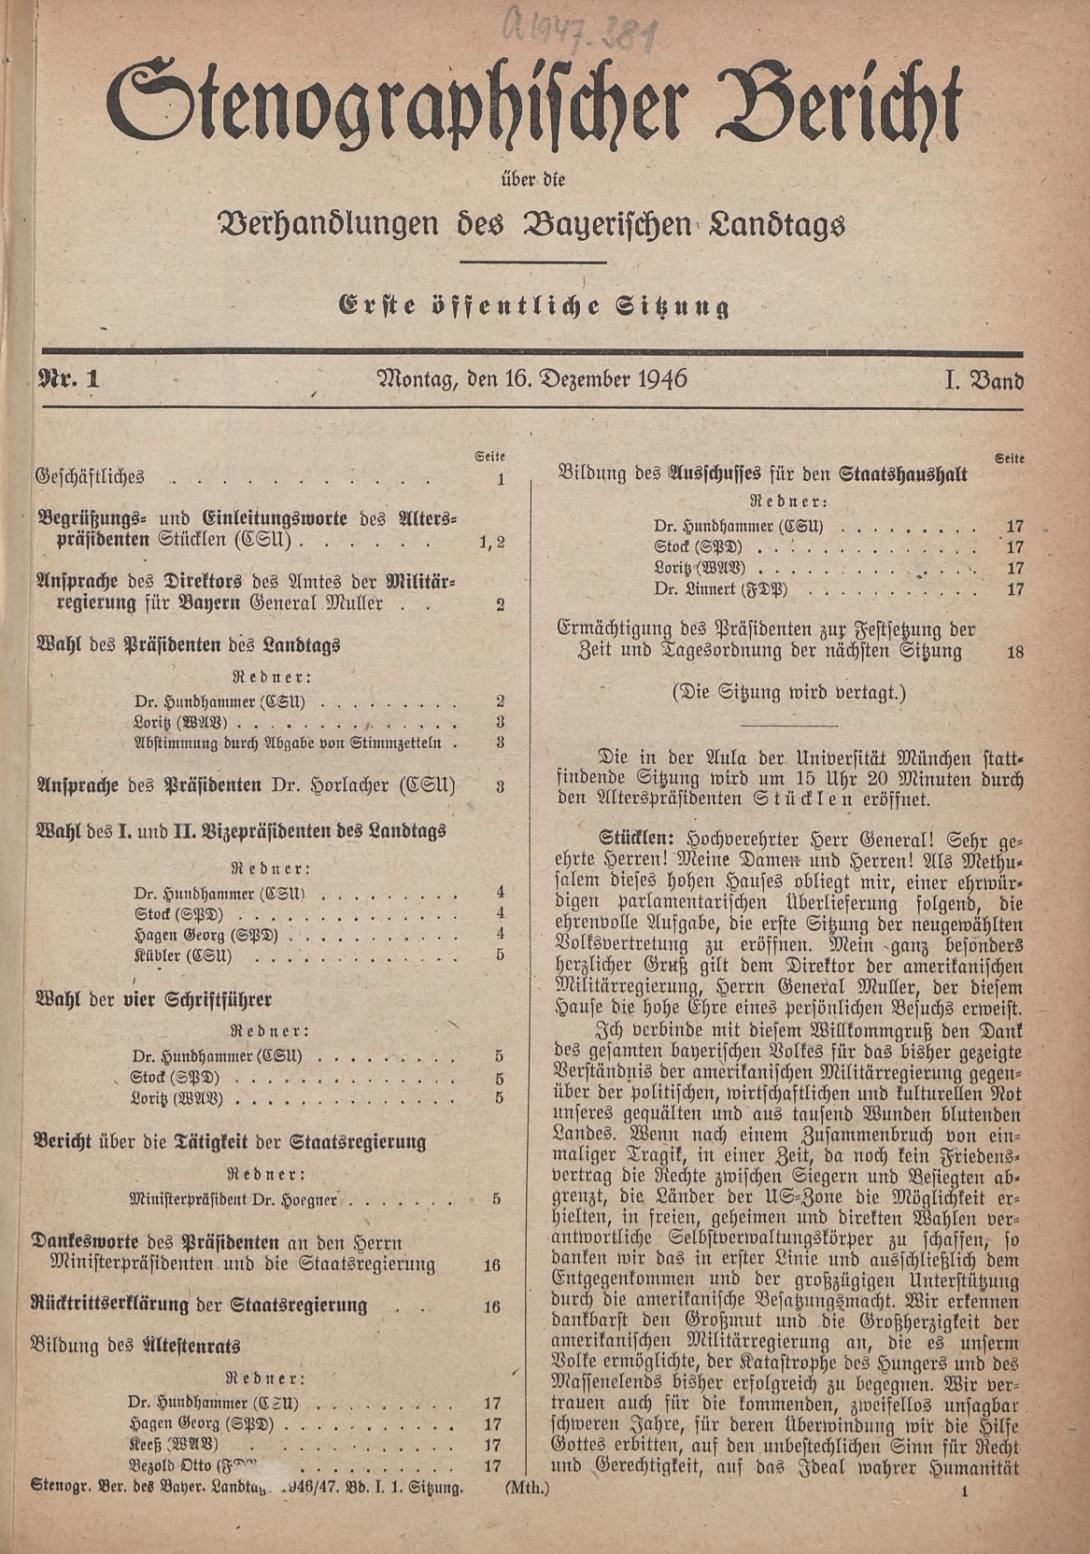 A 1947. 381
Stenographischer Bericht
über die
Verhandlungen des Bayerischen Landtags
Erste öffentliche Sitzung
Nr. 1 Montag, den 16. Dezember 1946 I. Band
Seite
Geschäftliches . . . . . . . . . . . 1
Begrüßungs- und Einleitungsworte des Alters-
präsidenten Stücklen (CSU) . . . . . . 1, 2
Ansprache des Direktors des Amtes der Militär-
regierung für Bayern General Muller . . 2
Wahl des Präsidenten des Landtags
Redner:
Dr. Hundhammer (CSU) . . . . . . . . . 2
Loritz (WAV) . . . . . . . . . . . . . 3
Abstimmung durch Abgabe von Stimmzetteln . 3
Ansprache des Präsidenten Dr. Horlacher (CSU) 3
Wahl des I. und II. Vizepräsidenten des Landtags
Redner:
Dr. Hundhammer (CSU) . . . . . . . . . 4
Stock (SPD) . . . . . . . . . . . . . 4
Hagen Georg (SPD) . . . . . . . . . . 4
Kübler (CSU) . . . . . . . . . . . . 5
Wahl der vier Schriftführer
Redner:
Dr. Hundhammer (CSU) . . . . . . . . . 5
Stock (SPD) . . . . . . . . . . . . . 5
Loritz (WAV) . . . . . . . . . . . . . 5
Bericht über die Tätigkeit der Staatsregierung
Redner:
Ministerpräsident Dr. Hoegner . . . . . . . 5
Dankesworte des Präsidenten an den Herrn
Ministerpräsidenten und die Staatsregierung 16
Rücktrittserklärung der Staatsregierung . . 16
Bildung des Ältestenrats
Redner:
Dr. Hundhammer (CSU) . . . . . . . . . 17
Hagen Georg (SPD) . . . . . . . . . . 17
Keeß (WAV) . . . . . . . . . . . 17
Bezold Otto . . . . . . . . . . 17
Stenogr. Ber. des Bayer. 946/47. Bd. I. 1. Sitzung. (Mth.)
Seite
Bildung des Ausschusses für den Staatshaushalt
Redner:
Dr. Hundhammer (CSU) . . . . . . . . . 17
Stock (SPD) . . . . . . . . . . . . . 17
Loritz (WAV) . . . . . . . . . . . . . 17
Dr. Linnert (FDP) . . . . . . . . . . . 17
Ermächtigung des Präsidenten zur Festsetzung der
Zeit und Tagesordnung der nächsten Sitzung 18
(Die Sitzung wird vertagt.)
Die in der Aula der Universität München statt-
findende Sitzung wird um 15 Uhr 20 Minuten durch
den Alterspräsidenten Stücklen eröffnet.
Stücklen: Hochverehrter Herr General! Sehr ge-
ehrte Herren! Meine Damen und Herren! Als Methu-
salem dieses hohen Hauses obliegt mir, einer ehrwür-
digen parlamentarischen Überlieferung folgend, die
ehrenvolle Aufgabe, die erste Sitzung der neugewählten
Volksvertretung zu eröffnen. Mein ganz besonders
herzlicher Gruß gilt dem Direktor der amerikanischen
Militärregierung, Herrn General Muller, der diesem
Hause die hohe Ehre eines persönlichen Besuchs erweist.
Ich verbinde mit diesem Willkommgruß den Dank
des gesamten bayerischen Volkes für das bisher gezeigte
Verständnis der amerikanischen Militärregierung gegen-
über der politischen, wirtschaftlichen und kulturellen Not
unseres gequälten und aus tausend Wunden blutenden
Landes. Wenn nach einem Zusammenbruch von ein-
maliger Tragik, in einer Zeit, da noch kein Friedens-
vertrag die Rechte zwischen Siegern und Besiegten ab-
grenzt, die Länder der US-Zone die Möglichkeit er-
hielten, in freien, geheimen und direkten Wahlen ver-
antwortliche Selbstverwaltungskörper zu schaffen, so
danken wir das in erster Linie und ausschließlich dem
Entgegenkommen und der großzügigen Unterstützung
durch die amerikanische Besatzungsmacht. Wir erkennen
dankbarst den Großmut und die Großherzigkeit der
amerikanischen Militärregierung an, die es unserm
Volke ermöglichte, der Katastrophe des Hungers und des
Massenelends bisher erfolgreich zu begegnen. Wir ver-
trauen auch für die kommenden, zweifellos unsagbar
schweren Jahre, für deren Überwindung wir die Hilfe
Gottes erbitten, auf den unbestechlichen Sinn für Recht
und Gerechtigkeit, auf das Ideal wahrer Humanität
1